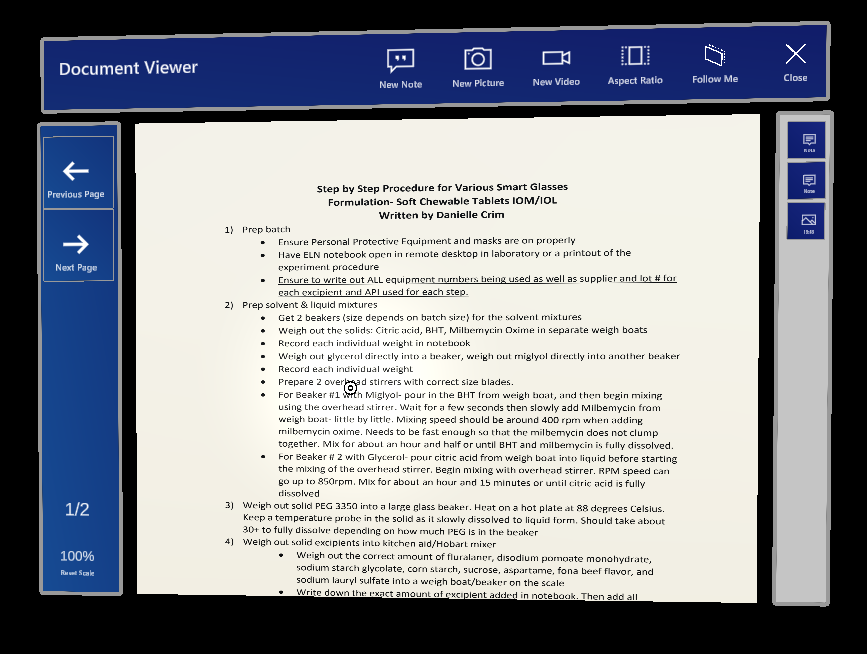 Document Viewer
New Note
New Picture
New Video
Aspect Ratio
Follow Me
Close
Previous Page
Next Page
1/2
100%
Reset Scale
Step by Step Procedure for Various Smart Glasses
Formulation- Soft Chewable Tablets IOM/IOL
Written by Danielle Crim
1) Prep batch
• Ensure Personal Protective Equipment and masks are on properly
• Have ELN notebook open in remote desktop in laboratory or a printout of the
experiment procedure
• Ensure to write out ALL equipment numbers being used as well as supplier and lot # for
each excipient and API used for each step.
2) Prep solvent & liquid mixtures
• Get 2 beakers (size depends on batch size) for the solvent mixtures
• Weigh out the solids: Citric acid, BHT, Milbemycin Oxime in separate weigh boats
• Record each individual weight in notebook
• Weigh out glycerol directly into a beaker, weigh out miglyol directly into another beaker
• Record each individual weight
• Prepare 2 overhead stirrers with correct size blades.
• For Beaker #1 with Miglyol- pour in the BHT from weigh boat, and then begin mixing
using the overhead stirrer. Wait for a few seconds then slowly add Milbemycin from
weigh boat- little by little. Mixing speed should be around 400 rpm when adding
milbemycin oxime. Needs to be fast enough so that the milbemycin does not clump
together. Mix for about an hour and half or until BHT and milbemycin is fully dissolved.
• For Beaker # 2 with Glycerol- pour citric acid from weigh boat into liquid before starting
the mixing of the overhead stirrer. Begin mixing with overhead stirrer. RPM speed can
go up to 850rpm. Mix for about an hour and 15 minutes or until citric acid is fully
dissolved
3) Weigh out solid PEG 3350 into a large glass beaker. Heat on a hot plate at 88 degrees Celsius.
Keep a temperature probe in the solid as it slowly dissolved to liquid form. Should take about
30+ to fully dissolve depending on how much PEG is in the beaker
4) Weigh out solid excipients into kitchen aid/Hobart mixer
• Weigh out the correct amount of fluralaner, disodium pomoate monohydrate,
sodium starch glycolate, corn starch, sucrose, aspartame, fona beef flavor, and
sodium lauryl sulfate into a weigh boat/beaker on the scale
• Write down the exact amount of excipient added in notebook. Then add all
Note